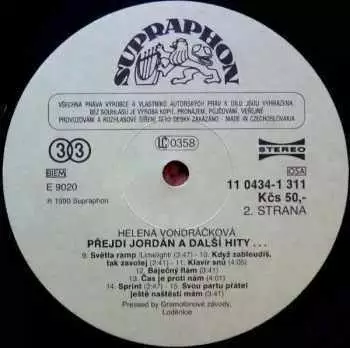 SUPRAPHON
VŠECHNA PRÁVA VÝROBCE A VLASTNÍKŮ AUTORSKÝCH PRÁV K DÍLU JSOU VYHRAZENA.
BEZ SOUHLASU JE VÝROBA KOPIÍ, PRONÁJEM, PŮJČOVÁNÍ, VEŘEJNÉ
PROVOZOVÁNÍ A ROZHLASOVÉ ŠÍŘENÍ TÉTO DESKY ZAKÁZÁNO · MADE IN CZECHOSLOVAKIA
LC 0358
33
STEREO
BIEM
OSA
E 9020
11 0434-1 311
℗ 1990 Supraphon
Kčs 50,-
2. STRANA
HELENA VONDRÁČKOVÁ
PŘEJDI JORDÁN A DALŠÍ HITY . . .
9. Světla ramp (Limelight) (3:47) - 10. Když zabloudíš,
tak zavolej (2:41) - 11. Klavír snů (4:05)
12. Báječný flám (3:41)
13. Čas je proti nám (4:01)
14. Sprint (2:47) - 15. Svou partu přátel
ještě naštěstí mám (3:41)
Pressed by Gramofonové závody,
Loděnice